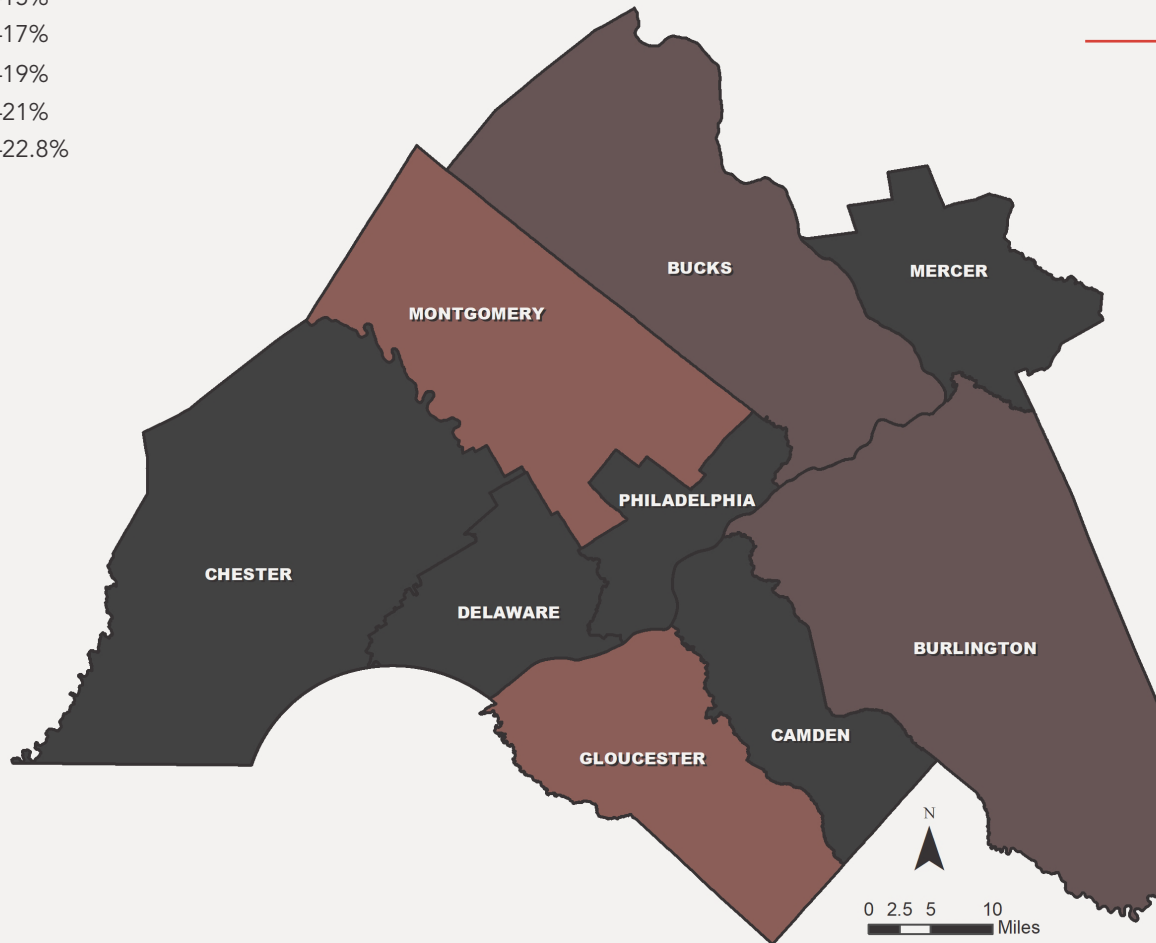 -17%
-19%
-21%
-22.8%
BUCKS
MERCER
MONTGOMERY
PHILADELPHIA
CHESTER
DELAWARE
BURLINGTON
CAMDEN
GLOUCESTER
N
0 2.5 5 10
Miles